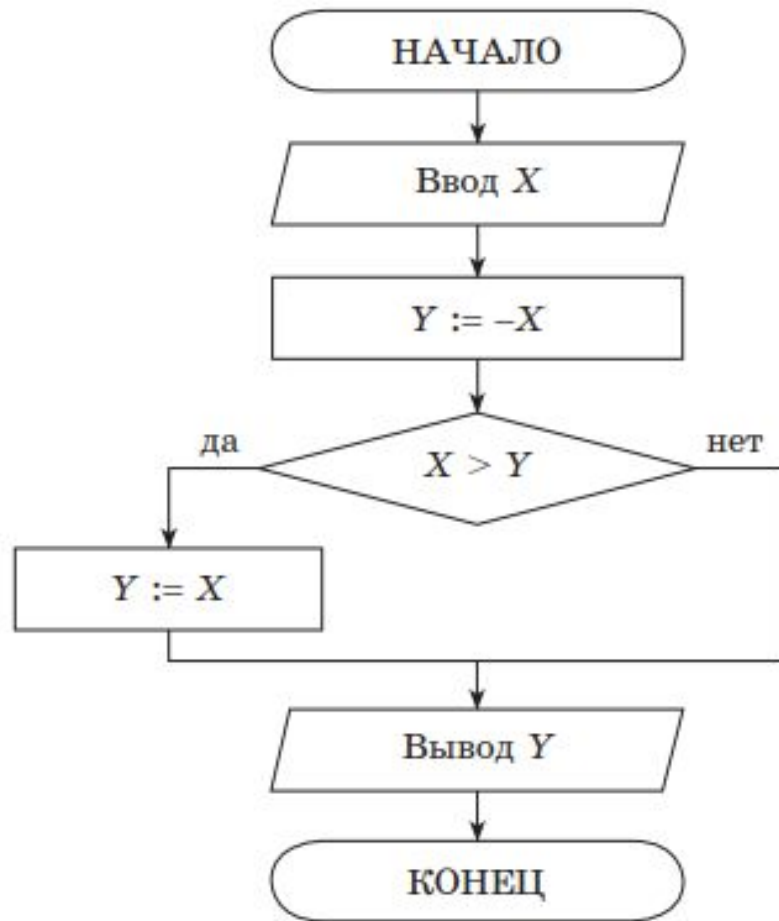 НАЧАЛО
Ввод X
Y := –X
да
X > Y
нет
Y := X
Вывод Y
КОНЕЦ